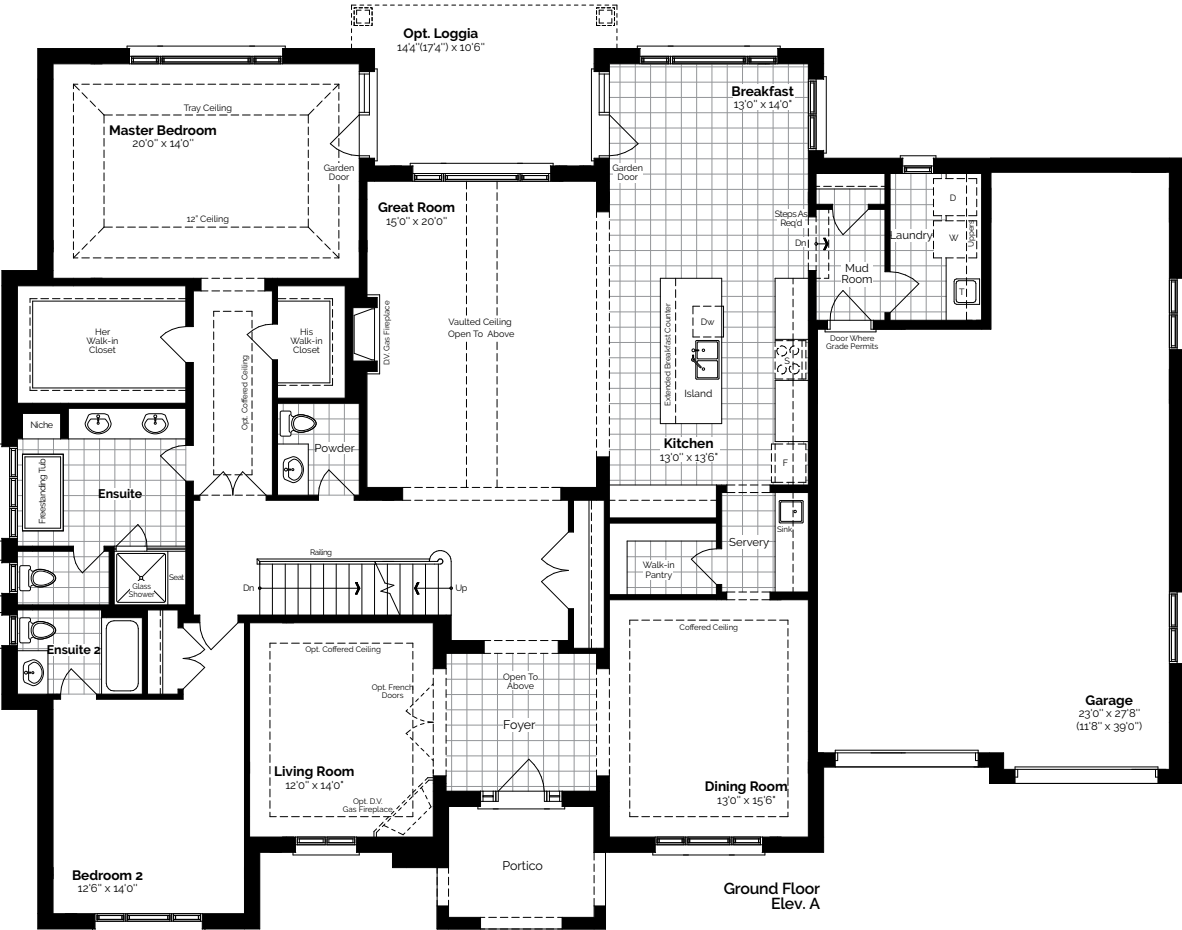 Opt. Loggia
14'4"(17'4") x 10'6"
Tray Ceiling
Master Bedroom
20'0" x 14'0"
12" Ceiling
Garden
Door
Great Room
15'0" x 20'0"
Garden
Door
Breakfast
13'0" x 14'0"
Steps As
Req'd
Dn
Mud
Room
Laundry
D
W
Uppers
T
Door Where
Grade Permits
Her
Walk-in
Closet
Opt. Coffered Ceiling
His
Walk-in
Closet
D.V. Gas Fireplace
Vaulted Ceiling
Open To Above
Extended Breakfast Counter
Dw
Island
S
Kitchen
13'0" x 13'6"
F
Niche
Freestanding Tub
Ensuite
Powder
Glass
Shower
Seat
Railing
Dn
Up
Walk-in
Pantry
Servery
Sink
Ensuite 2
Opt. Coffered Ceiling
Opt. French
Doors
Living Room
12'0" x 14'0"
Opt. D.V.
Gas Fireplace
Open To
Above
Foyer
Coffered Ceiling
Dining Room
13'0" x 15'6"
Garage
23'0" x 27'8"
(11'8" x 39'0")
Bedroom 2
12'6" x 14'0"
Portico
Ground Floor
Elev. A